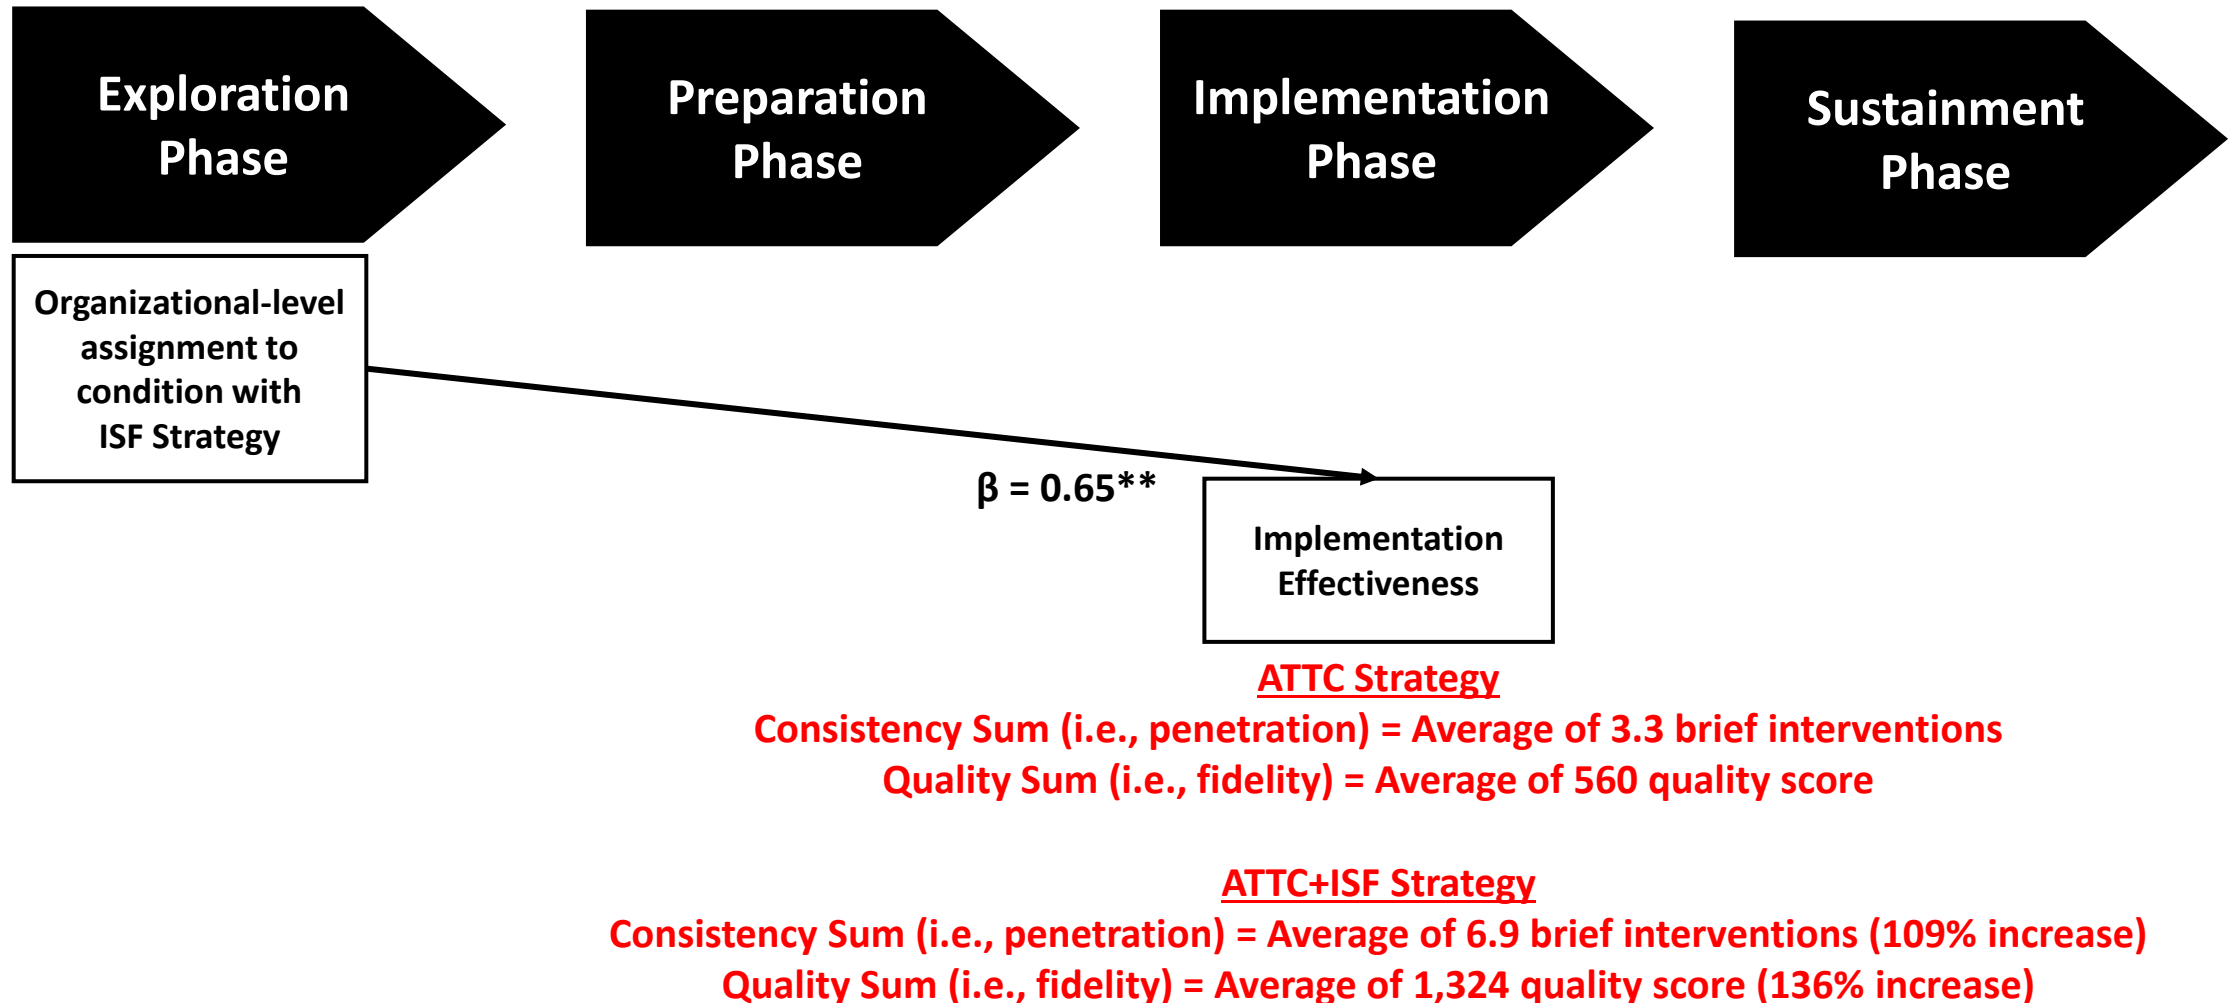 Exploration
Phase
Preparation
Phase
Implementation
Phase
Sustainment
Phase
Organizational-level
assignment to
condition with
ISF Strategy
β = 0.65**
Implementation
Effectiveness
ATTC Strategy
Consistency Sum (i.e., penetration) = Average of 3.3 brief interventions
Quality Sum (i.e., fidelity) = Average of 560 quality score
ATTC+ISF Strategy
Consistency Sum (i.e., penetration) = Average of 6.9 brief interventions (109% increase)
Quality Sum (i.e., fidelity) = Average of 1,324 quality score (136% increase)